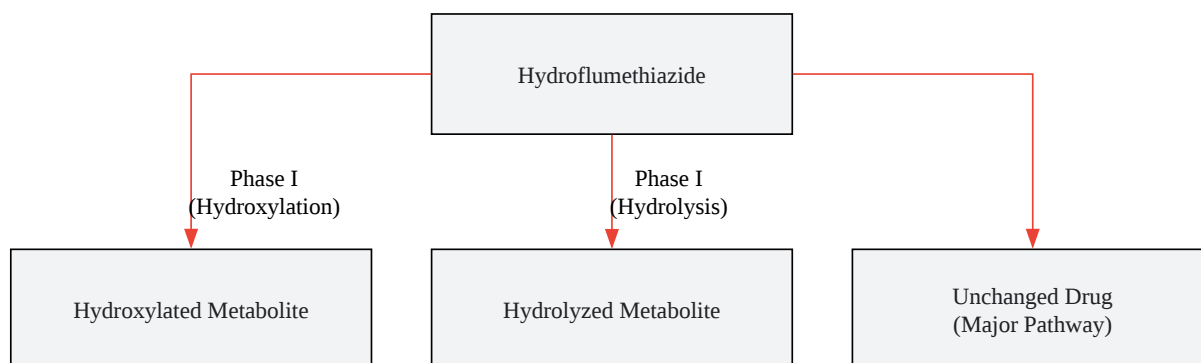 Hydroflumethiazide
Phase I
(Hydroxylation)
Phase I
(Hydrolysis)
Hydroxylated Metabolite
Hydrolyzed Metabolite
Unchanged Drug
(Major Pathway)